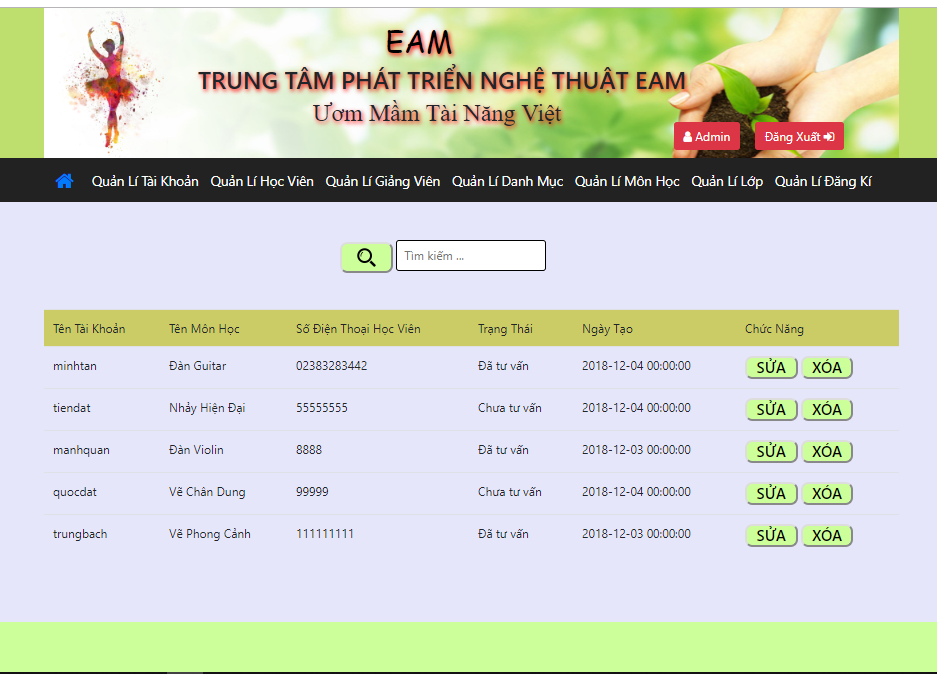 EAM
TRUNG TÂM PHÁT TRIỂN NGHỆ THUẬT EAM
Ươm Mầm Tài Năng Việt
Admin Đăng Xuất
Quản Lí Tài Khoản Quản Lí Học Viên Quản Lí Giảng Viên Quản Lí Danh Mục Quản Lí Môn Học Quản Lí Lớp Quản Lí Đăng Kí
Tìm kiếm ...
Tên Tài Khoản Tên Môn Học Số Điện Thoại Học Viên Trạng Thái Ngày Tạo Chức Năng
minhtan Đàn Guitar 02383283442 Đã tư vấn 2018-12-04 00:00:00 SỬA XÓA
tiendat Nhảy Hiện Đại 55555555 Chưa tư vấn 2018-12-04 00:00:00 SỬA XÓA
manhquan Đàn Violin 8888 Đã tư vấn 2018-12-03 00:00:00 SỬA XÓA
quocdat Vẽ Chân Dung 99999 Chưa tư vấn 2018-12-04 00:00:00 SỬA XÓA
trungbach Vẽ Phong Cảnh 111111111 Đã tư vấn 2018-12-03 00:00:00 SỬA XÓA